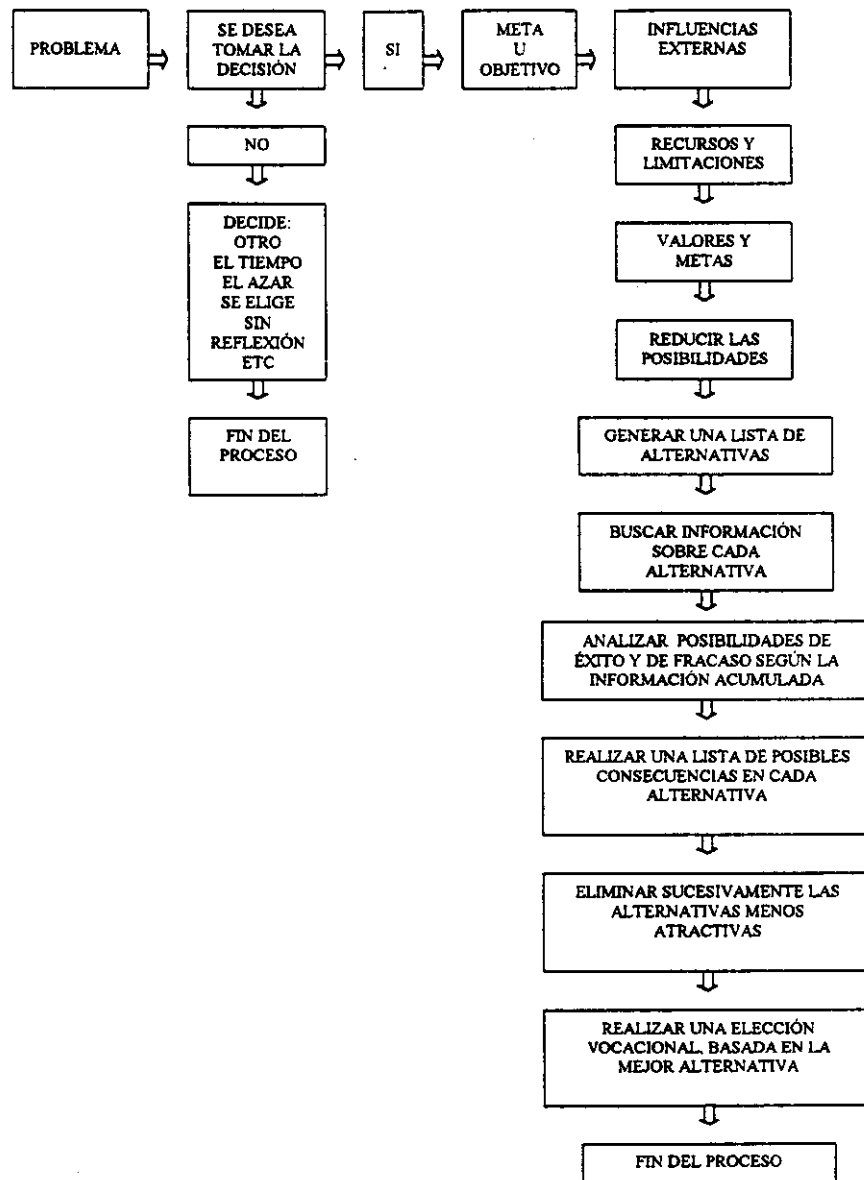 PROBLEMA
SE DESEA
TOMAR LA
DECISIÓN
SI
META
U
OBJETIVO
INFLUENCIAS
EXTERNAS
NO
DECIDE:
OTRO
EL TIEMPO
EL AZAR
SE ELIGE
SIN
REFLEXIÓN
ETC
FIN DEL
PROCESO
RECURSOS Y
LIMITACIONES
VALORES Y
METAS
REDUCIR LAS
POSIBILIDADES
GENERAR UNA LISTA DE
ALTERNATIVAS
BUSCAR INFORMACIÓN
SOBRE CADA
ALTERNATIVA
ANALIZAR POSIBILIDADES DE
ÉXITO Y DE FRACASO SEGÚN LA
INFORMACIÓN ACUMULADA
REALIZAR UNA LISTA DE POSIBLES
CONSECUENCIAS EN CADA
ALTERNATIVA
ELIMINAR SUCESIVAMENTE LAS
ALTERNATIVAS MENOS
ATRACTIVAS
REALIZAR UNA ELECCIÓN
VOCACIONAL, BASADA EN LA
MEJOR ALTERNATIVA
FIN DEL PROCESO